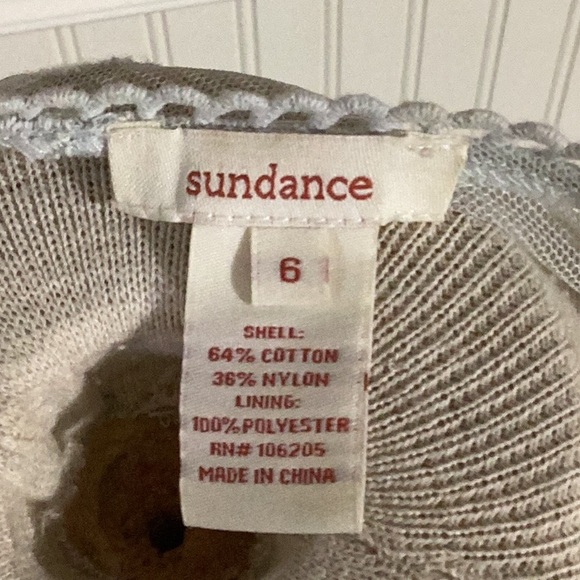 sundance
6
SHELL:
64% COTTON
36% NYLON
LINING:
100% POLYESTER
RN# 106205
MADE IN CHINA